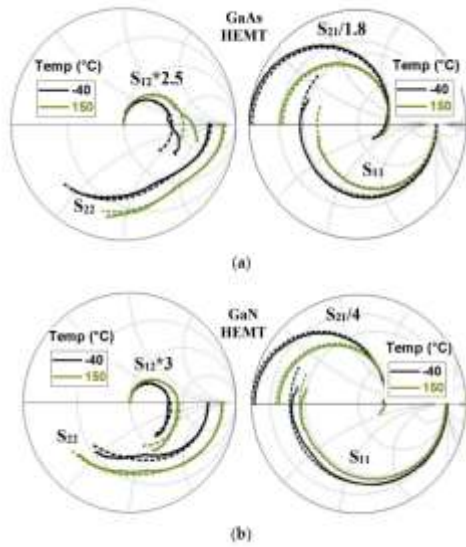 GaAs
HEMT
Temp (°C)
-40
150
S₁₂*2.5
S₂₂
S₂₁/1.8
Temp (°C)
-40
150
S₁₁
(a)
GaN
HEMT
Temp (°C)
-40
150
S₁₂*3
S₂₂
S₂₁/4
Temp (°C)
-40
150
S₁₁
(b)